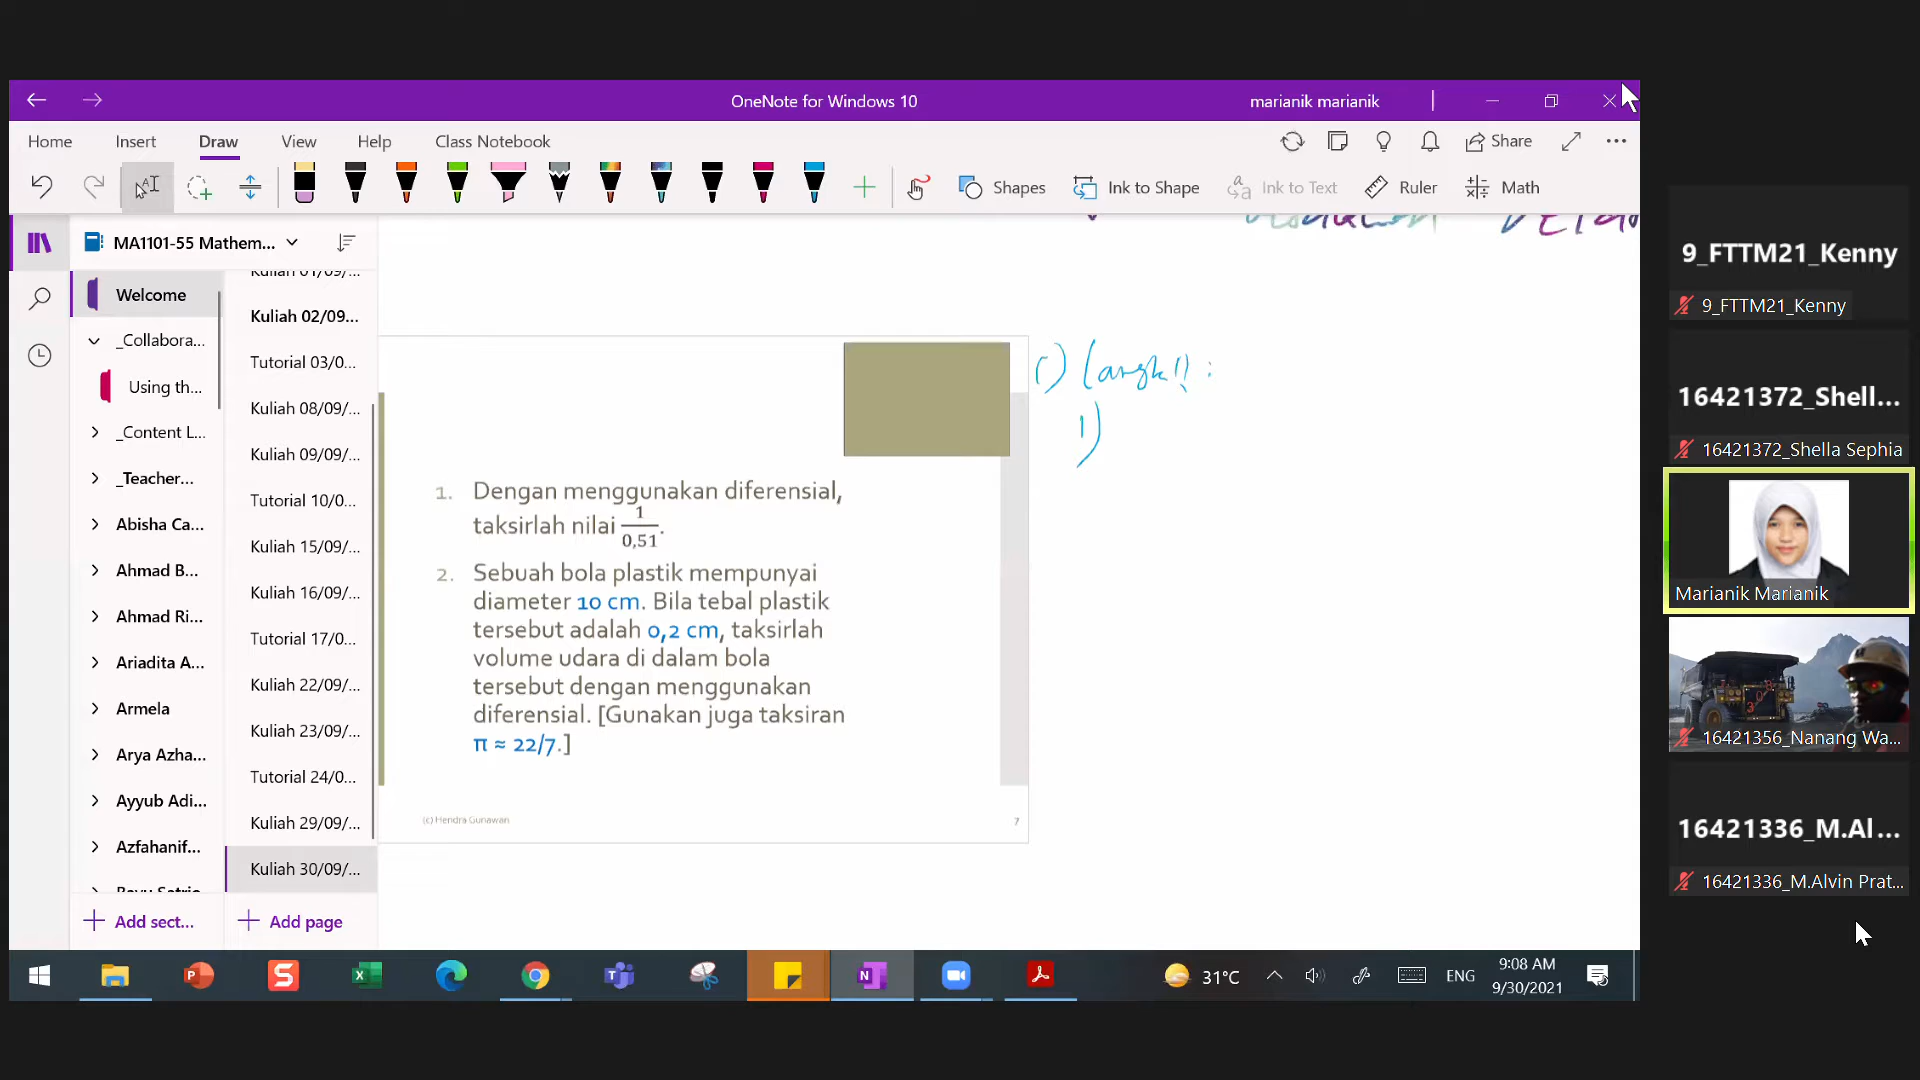 OneNote for Windows 10
marianik marianik
Home Insert Draw View Help Class Notebook
Share
Shapes Ink to Shape Ink to Text Ruler Math
MA1101-55 Mathem...
Welcome
_Collabora...
Using th...
_Content L...
_Teacher...
Abisha Ca...
Ahmad B...
Ahmad Ri...
Ariadita A...
Armela
Arya Azha...
Ayyub Adi...
Azfahanif...
Add sect...
Kuliah 01/09/...
Kuliah 02/09...
Tutorial 03/0...
Kuliah 08/09/...
Kuliah 09/09/...
Tutorial 10/0...
Kuliah 15/09/...
Kuliah 16/09/...
Tutorial 17/0...
Kuliah 22/09/...
Kuliah 23/09/...
Tutorial 24/0...
Kuliah 29/09/...
Kuliah 30/09/...
Add page
1. Dengan menggunakan diferensial,
taksirlah nilai 1/0,51.
2. Sebuah bola plastik mempunyai
diameter 10 cm. Bila tebal plastik
tersebut adalah 0,2 cm, taksirlah
volume udara di dalam bola
tersebut dengan menggunakan
diferensial. [Gunakan juga taksiran
π ≈ 22/7.]
(c) Hendra Gunawan
7
1)
9_FTTM21_Kenny
9_FTTM21_Kenny
16421372_Shell...
16421372_Shella Sephia
Marianik Marianik
16421356_Nanang Wa...
16421336_M.Al...
16421336_M.Alvin Prat...
31°C
ENG
9:08 AM
9/30/2021